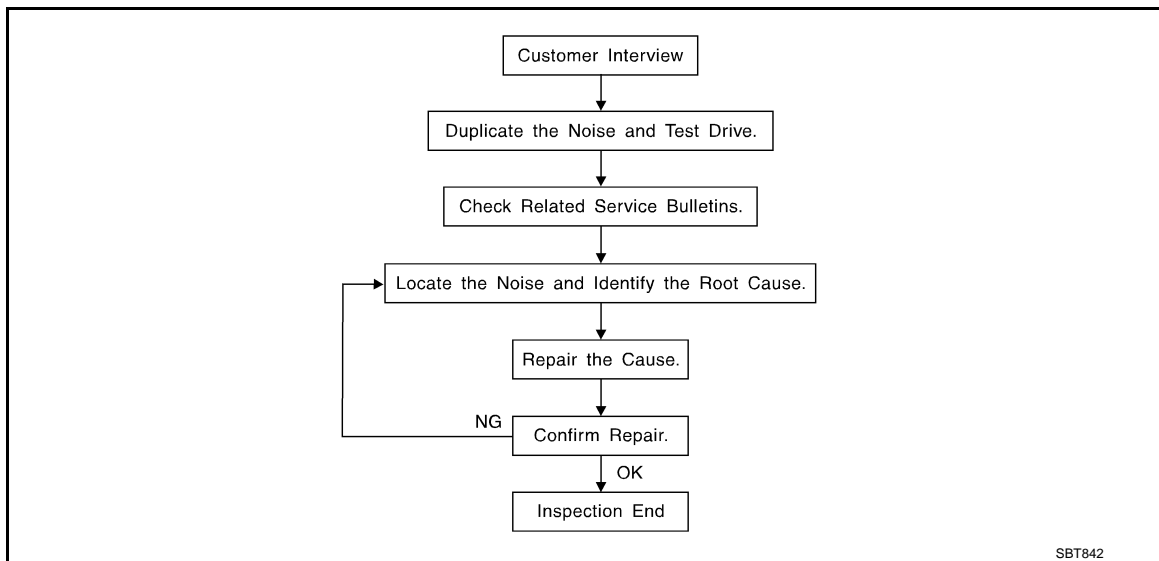 Customer Interview
Duplicate the Noise and Test Drive.
Check Related Service Bulletins.
Locate the Noise and Identify the Root Cause.
Repair the Cause.
NG
Confirm Repair.
OK
Inspection End
SBT842